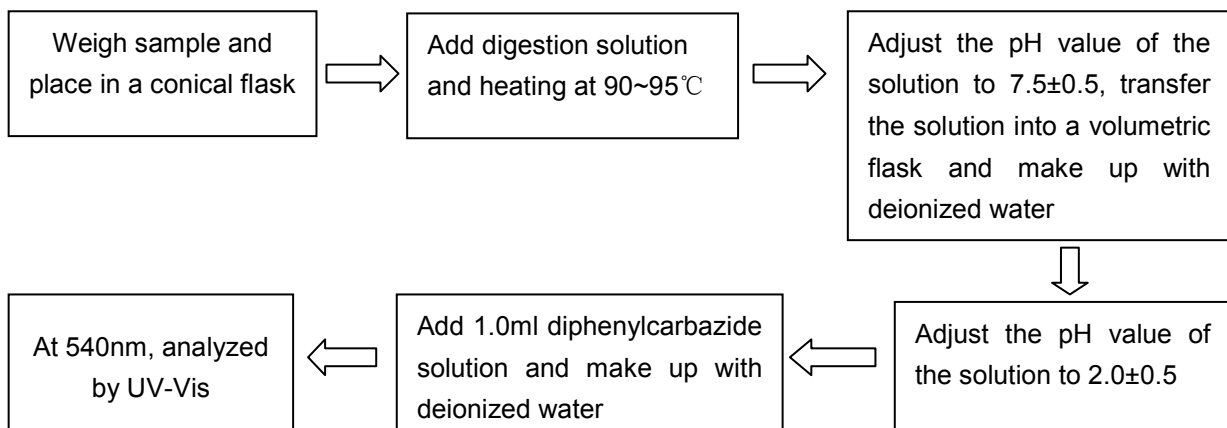 Weigh sample and
place in a conical flask
Add digestion solution
and heating at 90~95℃
Adjust the pH value of the
solution to 7.5±0.5, transfer
the solution into a volumetric
flask and make up with
deionized water
Adjust the pH value of
the solution to 2.0±0.5
Add 1.0ml diphenylcarbazide
solution and make up with
deionized water
At 540nm, analyzed
by UV-Vis